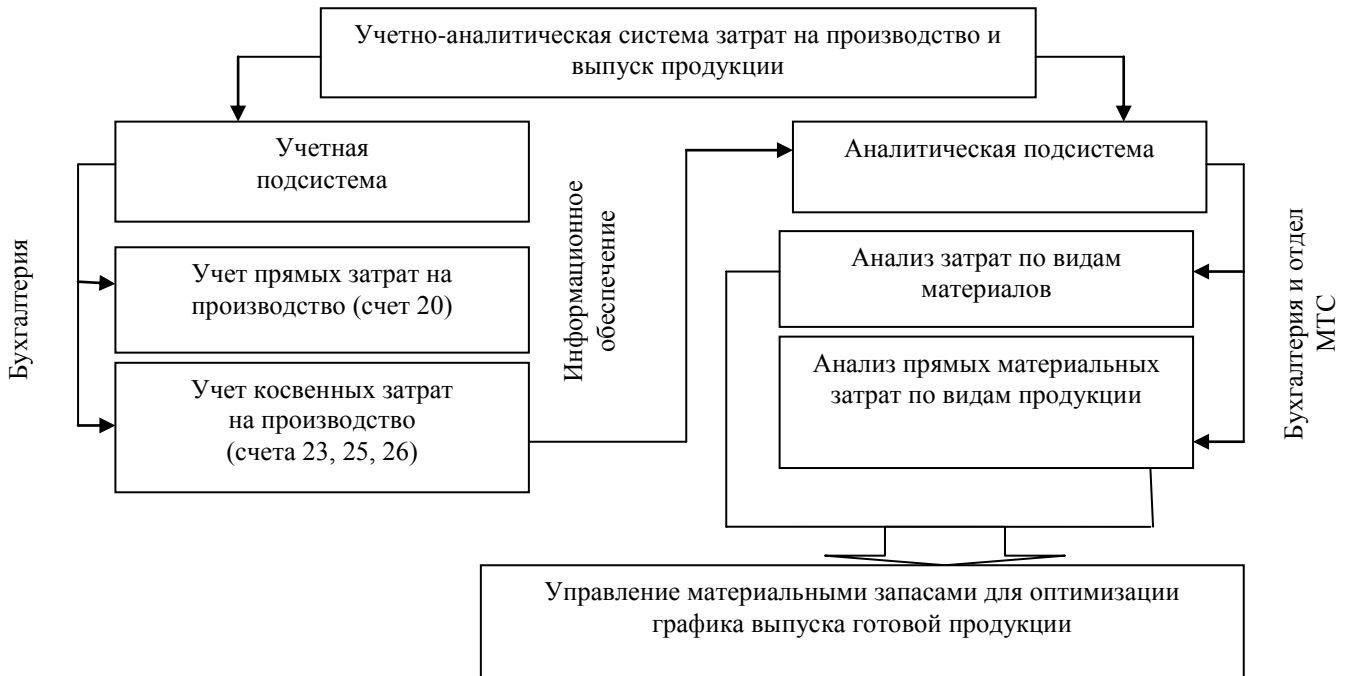 Учетно-аналитическая система затрат на производство и
выпуск продукции
Учетная
подсистема
Аналитическая подсистема
Бухгалтерия
Учет прямых затрат на
производство (счет 20)
Учет косвенных затрат
на производство
(счета 23, 25, 26)
Информационное
обеспечение
Анализ затрат по видам
материалов
Анализ прямых материальных
затрат по видам продукции
Бухгалтерия и отдел
МТС
Управление материальными запасами для оптимизации
графика выпуска готовой продукции